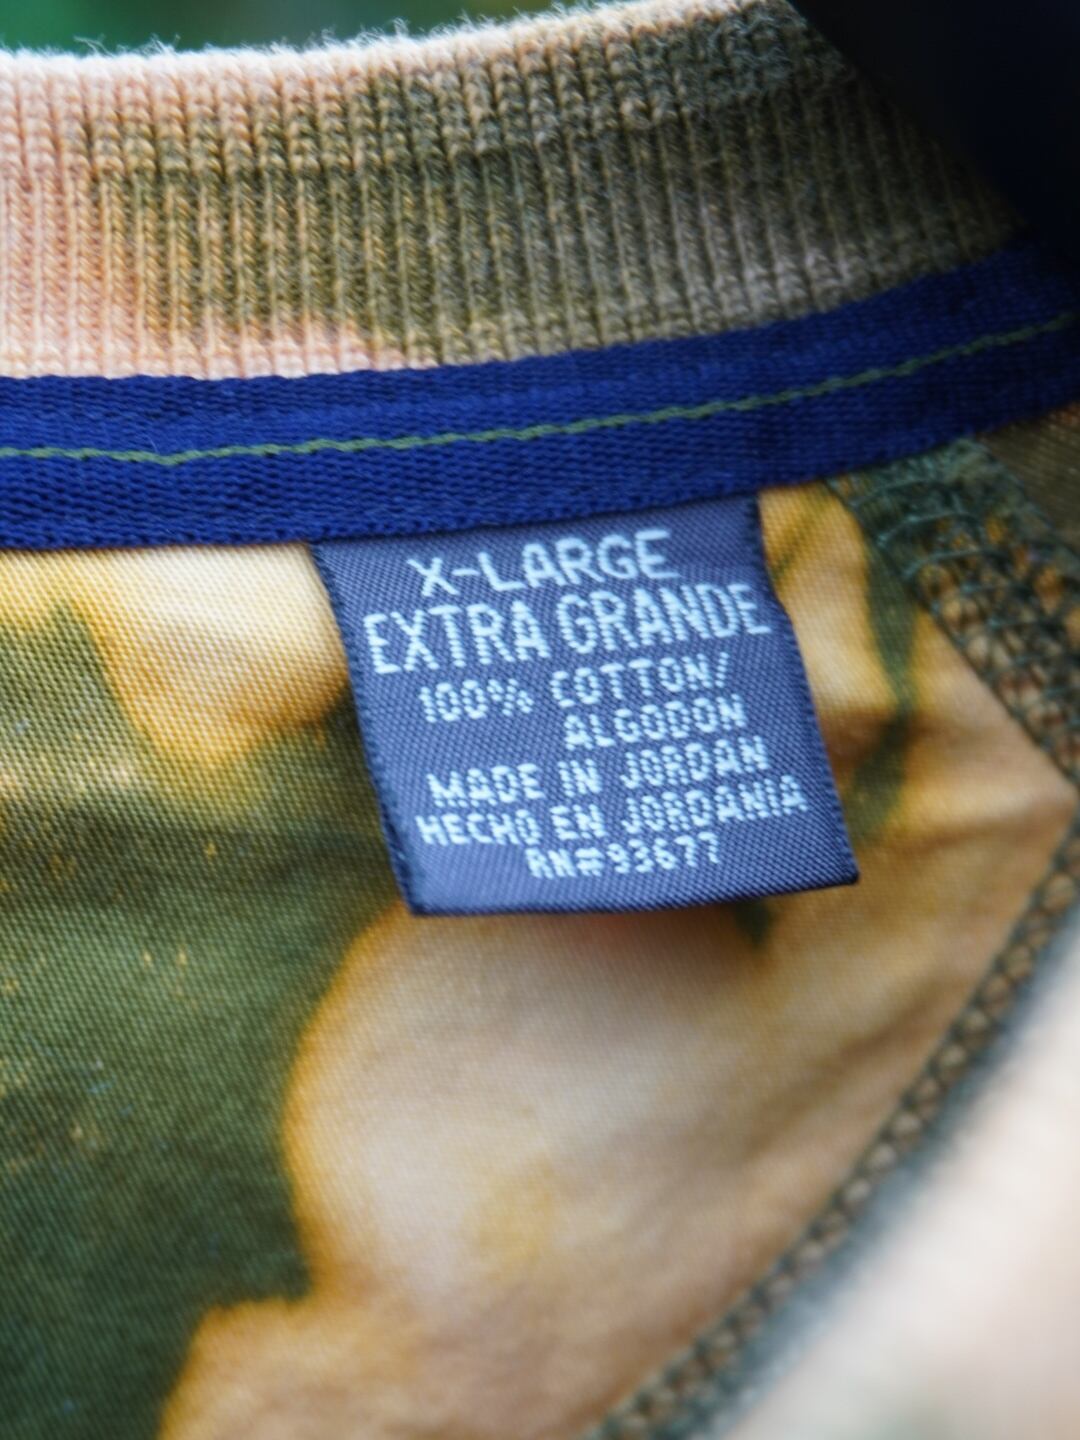 X-LARGE
EXTRA GRANDE
100% COTTON/
ALGODON
MADE IN JORDAN
HECHO EN JORDANIA
RN#93677